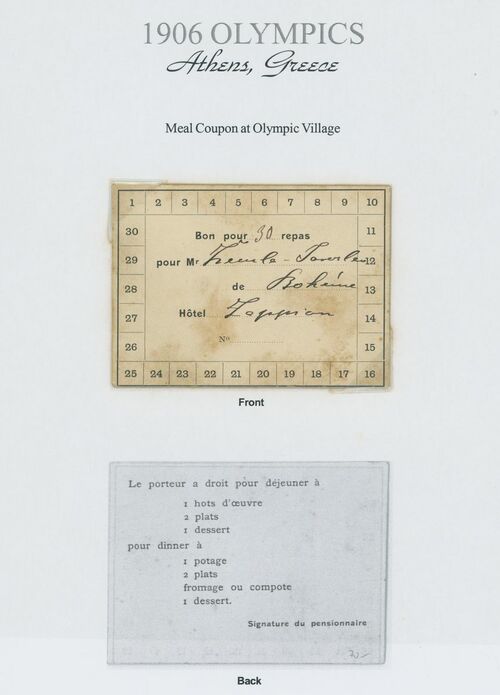 1906 OLYMPICS
Athens, Greece
Meal Coupon at Olympic Village
1 2 3 4 5 6 7 8 9 10
30 11
29 12
28 13
27 14
26 15
25 24 23 22 21 20 19 18 17 16
Bon pour 30 repas
pour Mr
de Bohême
Hôtel Zappion
No
Front
Le porteur a droit pour déjeuner à
1 hots d'œuvre
2 plats
1 dessert
pour dinner à
1 potage
2 plats
fromage ou compote
1 dessert.
Signature du pensionnaire
Back